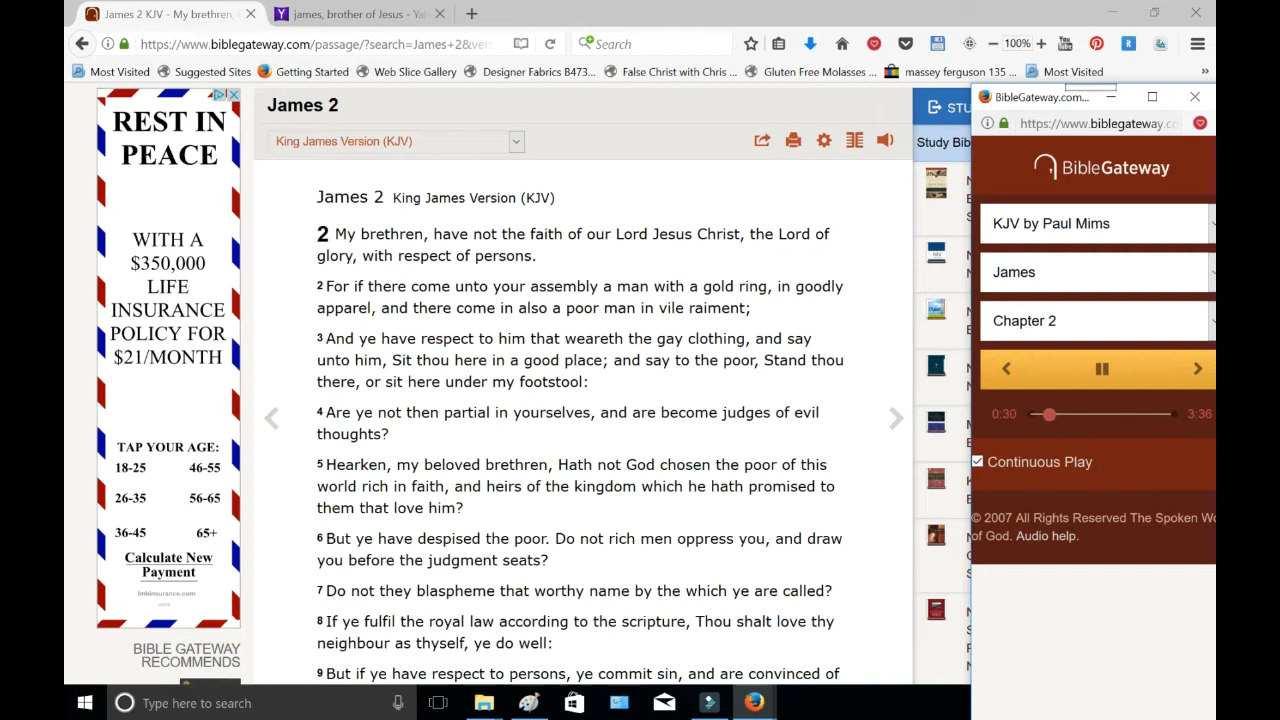 James 2 KJV - My brethren, h
james, brother of Jesus - Yah
https://www.biblegateway.com/passage/?search=James+2&vers
Search
100%
You
Tube
Most Visited
Suggested Sites
Getting Started
Web Slice Gallery
Designer Fabrics B473...
False Christ with Chris ...
Gluten Free Molasses ...
massey ferguson 135 ...
Most Visited
REST IN
PEACE
WITH A
$350,000
LIFE
INSURANCE
POLICY FOR
$21/MONTH
TAP YOUR AGE:
18-25 46-55
26-35 56-65
36-45 65+
Calculate New
Payment
lmbinsurance.com
BIBLE GATEWAY
RECOMMENDS
James 2
King James Version (KJV)
James 2 King James Version (KJV)
2 My brethren, have not the faith of our Lord Jesus Christ, the Lord of
glory, with respect of persons.
2 For if there come unto your assembly a man with a gold ring, in goodly
apparel, and there come in also a poor man in vile raiment;
3 And ye have respect to him that weareth the gay clothing, and say
unto him, Sit thou here in a good place; and say to the poor, Stand thou
there, or sit here under my footstool:
4 Are ye not then partial in yourselves, and are become judges of evil
thoughts?
5 Hearken, my beloved brethren, Hath not God chosen the poor of this
world rich in faith, and heirs of the kingdom which he hath promised to
them that love him?
6 But ye have despised the poor. Do not rich men oppress you, and draw
you before the judgment seats?
7 Do not they blaspheme that worthy name by the which ye are called?
8 If ye fulfil the royal law according to the scripture, Thou shalt love thy
neighbour as thyself, ye do well:
9 But if ye have respect to persons, ye commit sin, and are convinced of
STU
Study Bib
BibleGateway.com...
https://www.biblegateway.cc
BibleGateway
KJV by Paul Mims
James
Chapter 2
0:30 3:36
Continuous Play
© 2007 All Rights Reserved The Spoken Wo
of God. Audio help.
Type here to search